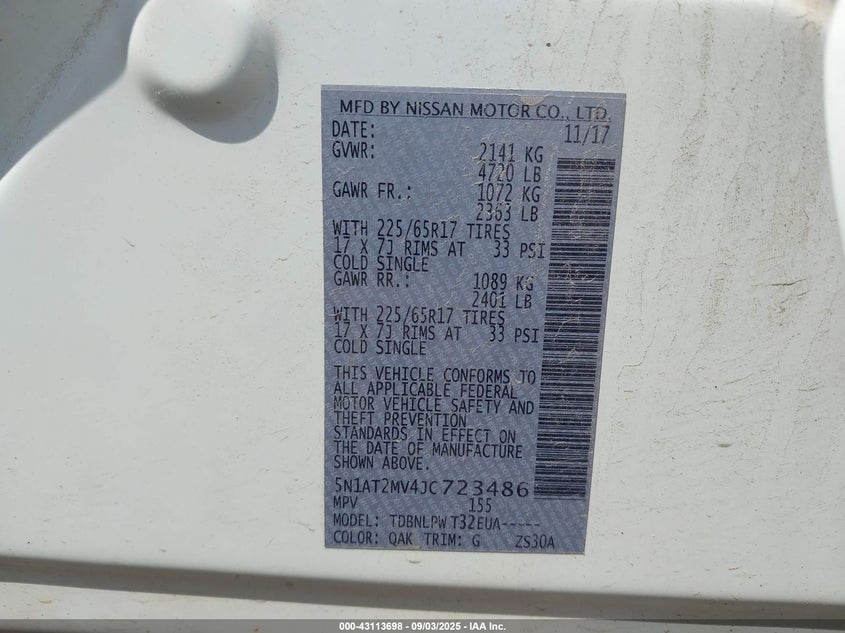 MFD BY NISSAN MOTOR CO., LTD.
DATE: 11/17
GVWR: 2141 KG
4720 LB
GAWR FR.: 1072 KG
2363 LB
WITH 225/65R17 TIRES
17 X 7J RIMS AT 33 PSI
COLD SINGLE
GAWR RR.: 1089 KG
2401 LB
WITH 225/65R17 TIRES
17 X 7J RIMS AT 33 PSI
COLD SINGLE
THIS VEHICLE CONFORMS TO
ALL APPLICABLE FEDERAL
MOTOR VEHICLE SAFETY AND
THEFT PREVENTION
STANDARDS IN EFFECT ON
THE DATE OF MANUFACTURE
SHOWN ABOVE.
5N1AT2MV4JC723486
MPV 155
MODEL: TDBNLPW T32EUA-----
COLOR: QAK TRIM: G ZS30A
000-43113698 - 09/03/2025 - IAA Inc.